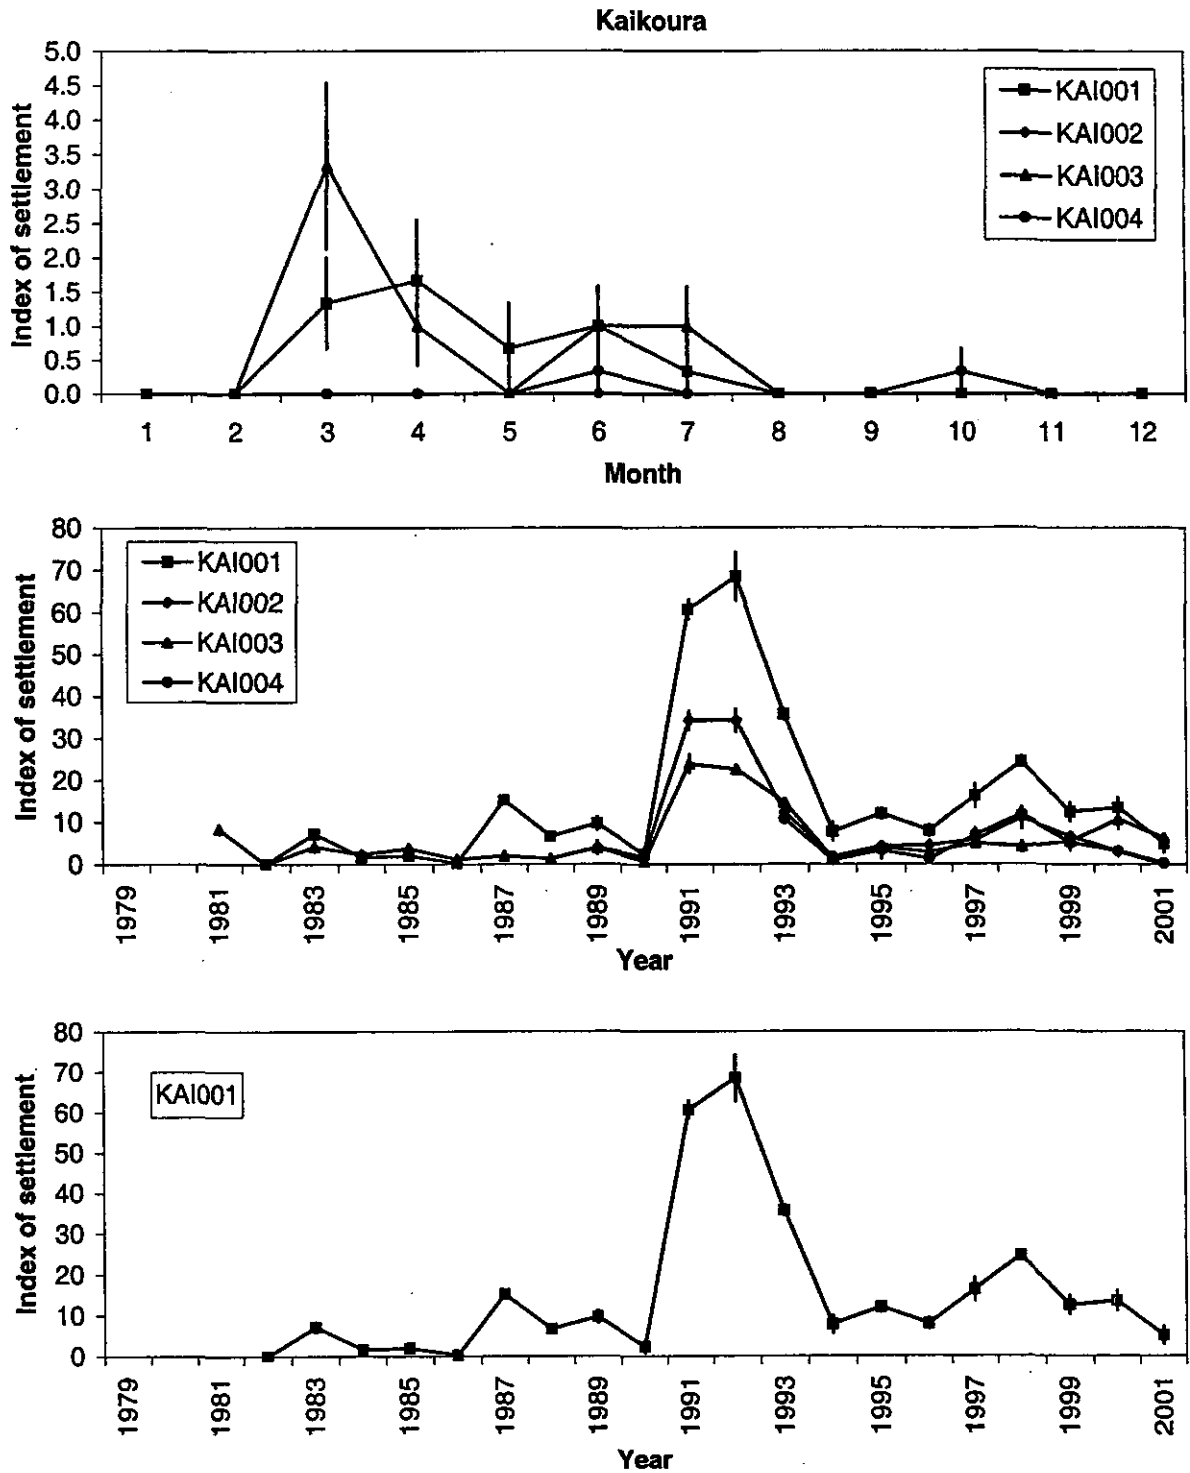 Kaikoura
5.0
4.5
4.0
3.5
3.0
2.5
2.0
1.5
1.0
0.5
0.0
Index of settlement
KAI001
KAI002
KAI003
KAI004
1 2 3 4 5 6 7 8 9 10 11 12
Month
80
70
60
50
40
30
20
10
0
Index of settlement
KAI001
KAI002
KAI003
KAI004
1979 1981 1983 1985 1987 1989 1991 1993 1995 1997 1999 2001
Year
80
70
60
50
40
30
20
10
0
Index of settlement
KAI001
1979 1981 1983 1985 1987 1989 1991 1993 1995 1997 1999 2001
Year